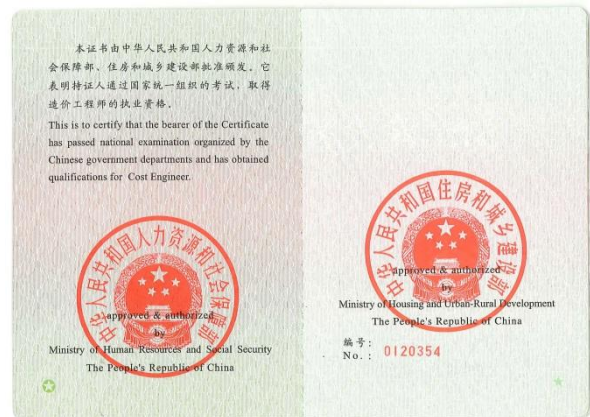 本证书由中华人民共和国人力资源和社
会保障部、住房和城乡建设部批准颁发。它
表明持证人通过国家统一组织的考试，取得
造价工程师的执业资格。
This is to certify that the bearer of the Certificate
has passed national examination organized by the
Chinese government departments and has obtained
qualifications for Cost Engineer.
中华人民共和国人力资源和社会保障部
approved & authorized
by
Ministry of Human Resources and Social Security
The People's Republic of China
中华人民共和国住房和城乡建设部
approved & authorized
by
Ministry of Housing and Urban-Rural Development
The People's Republic of China
编号：
No.： 0120354